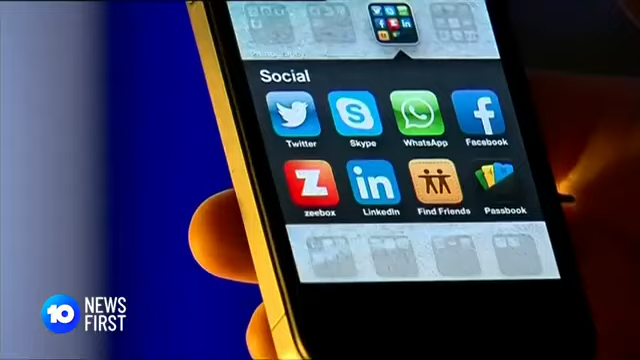 Social
Twitter
Skype
WhatsApp
Facebook
zeebox
LinkedIn
Find Friends
Passbook
10 NEWS
FIRST